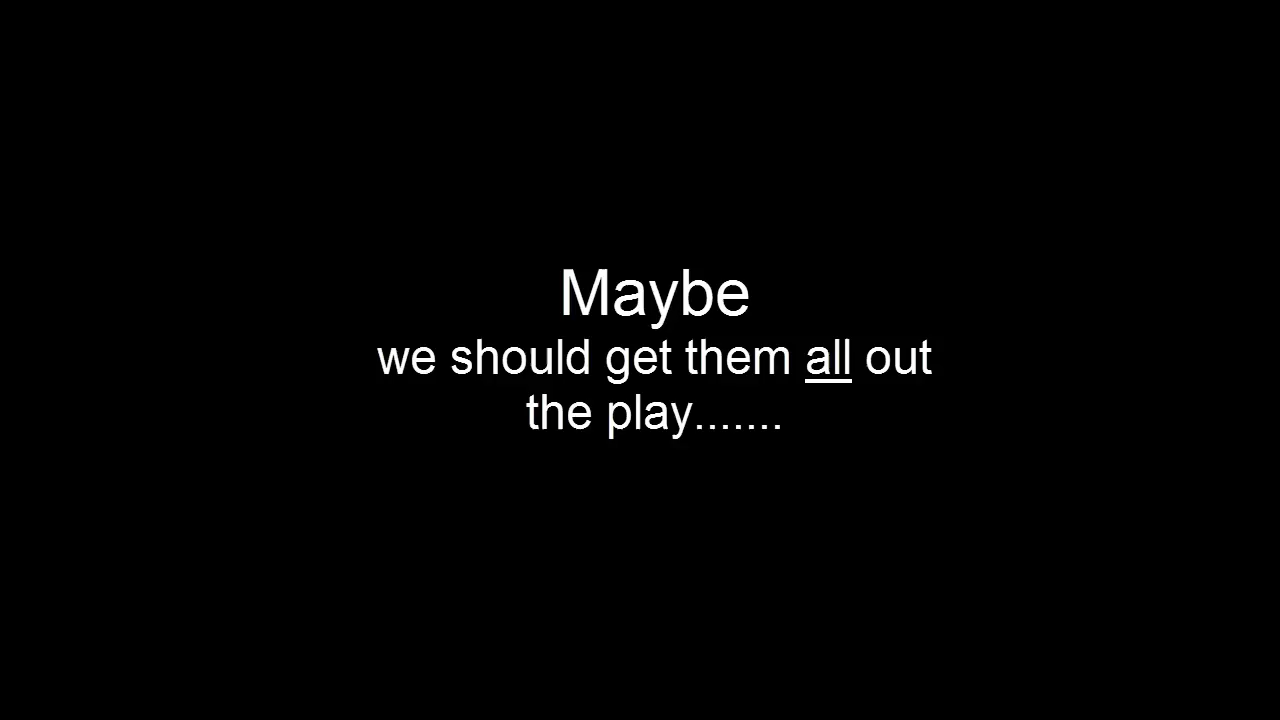 Maybe
we should get them all out
the play.......